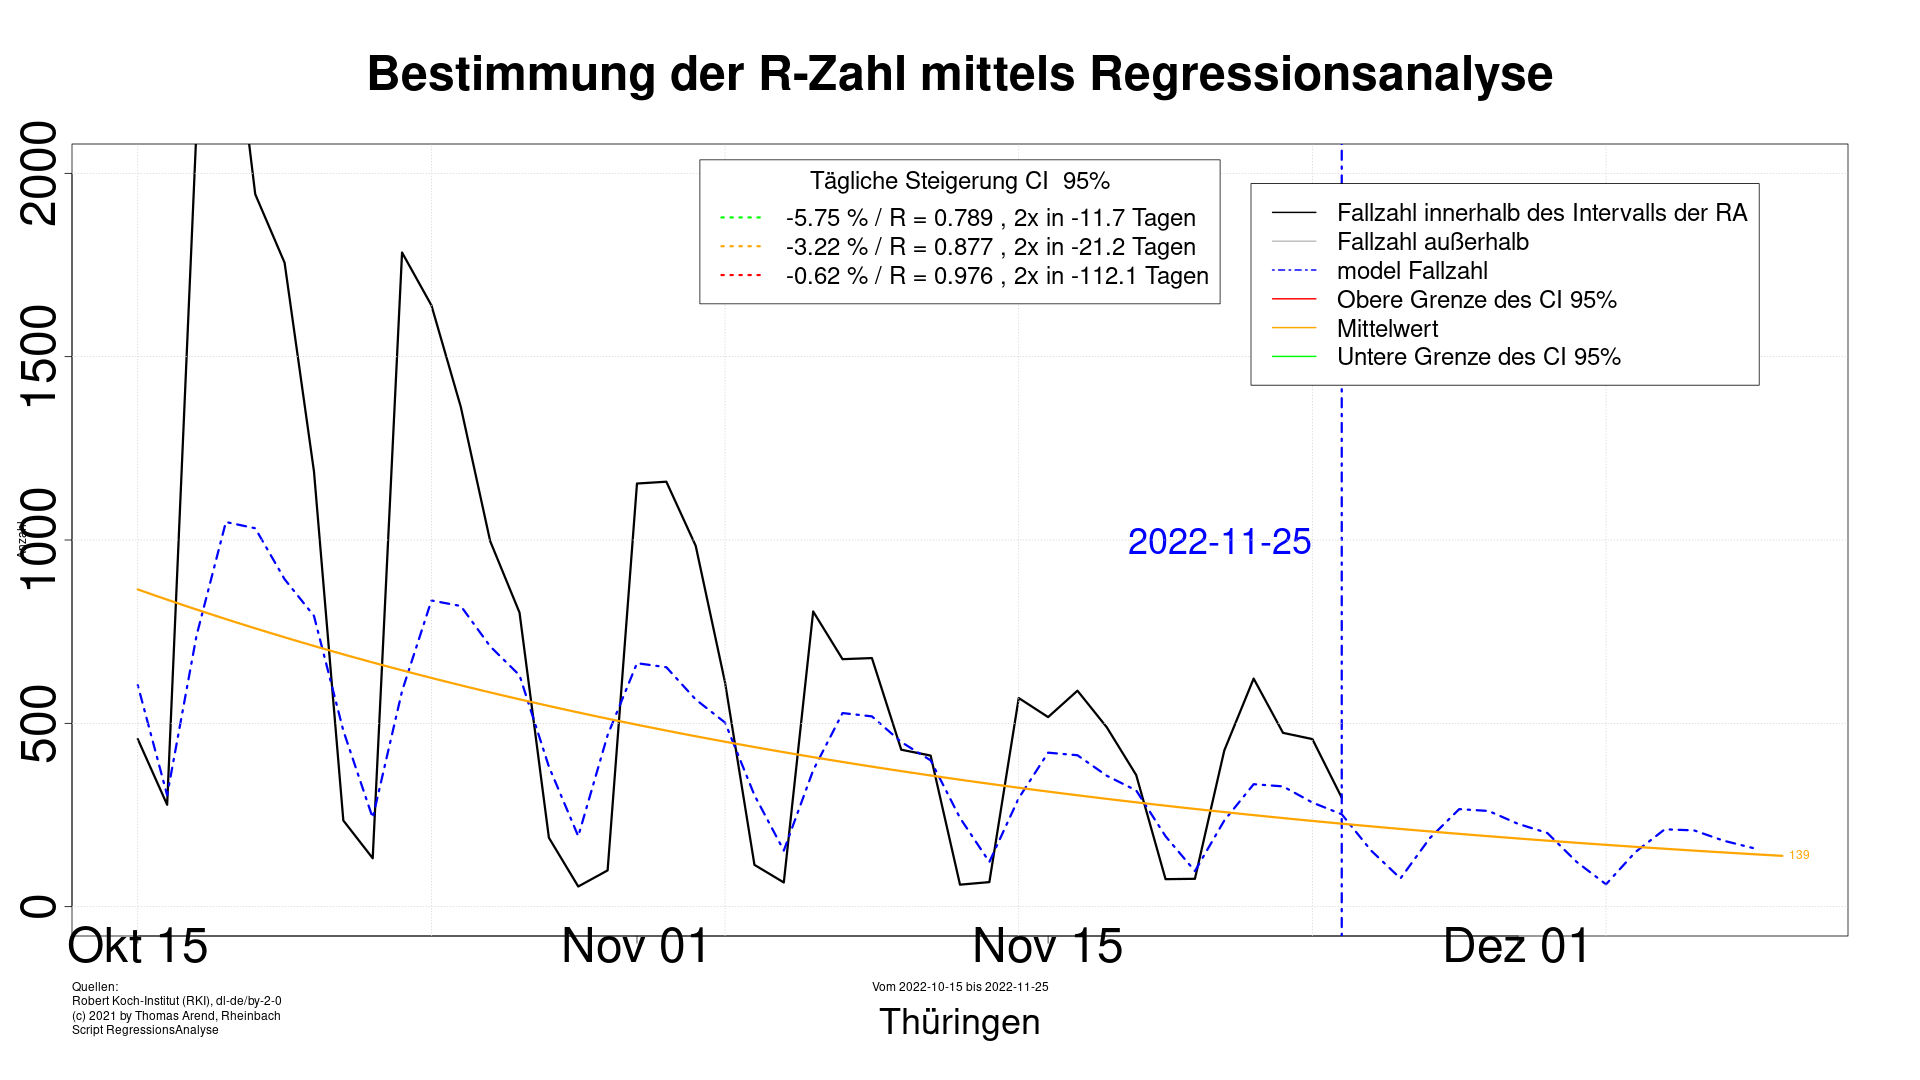 Bestimmung der R-Zahl mittels Regressionsanalyse
Tägliche Steigerung CI 95%
-5.75 % / R = 0.789 , 2x in -11.7 Tagen
-3.22 % / R = 0.877 , 2x in -21.2 Tagen
-0.62 % / R = 0.976 , 2x in -112.1 Tagen
Fallzahl innerhalb des Intervalls der RA
Fallzahl außerhalb
model Fallzahl
Obere Grenze des CI 95%
Mittelwert
Untere Grenze des CI 95%
2000
1500
1000
500
0
Anzahl
2022-11-25
139
Okt 15
Nov 01
Nov 15
Dez 01
Quellen:
Robert Koch-Institut (RKI), dl-de/by-2-0
(c) 2021 by Thomas Arend, Rheinbach
Script RegressionsAnalyse
Vom 2022-10-15 bis 2022-11-25
Thüringen